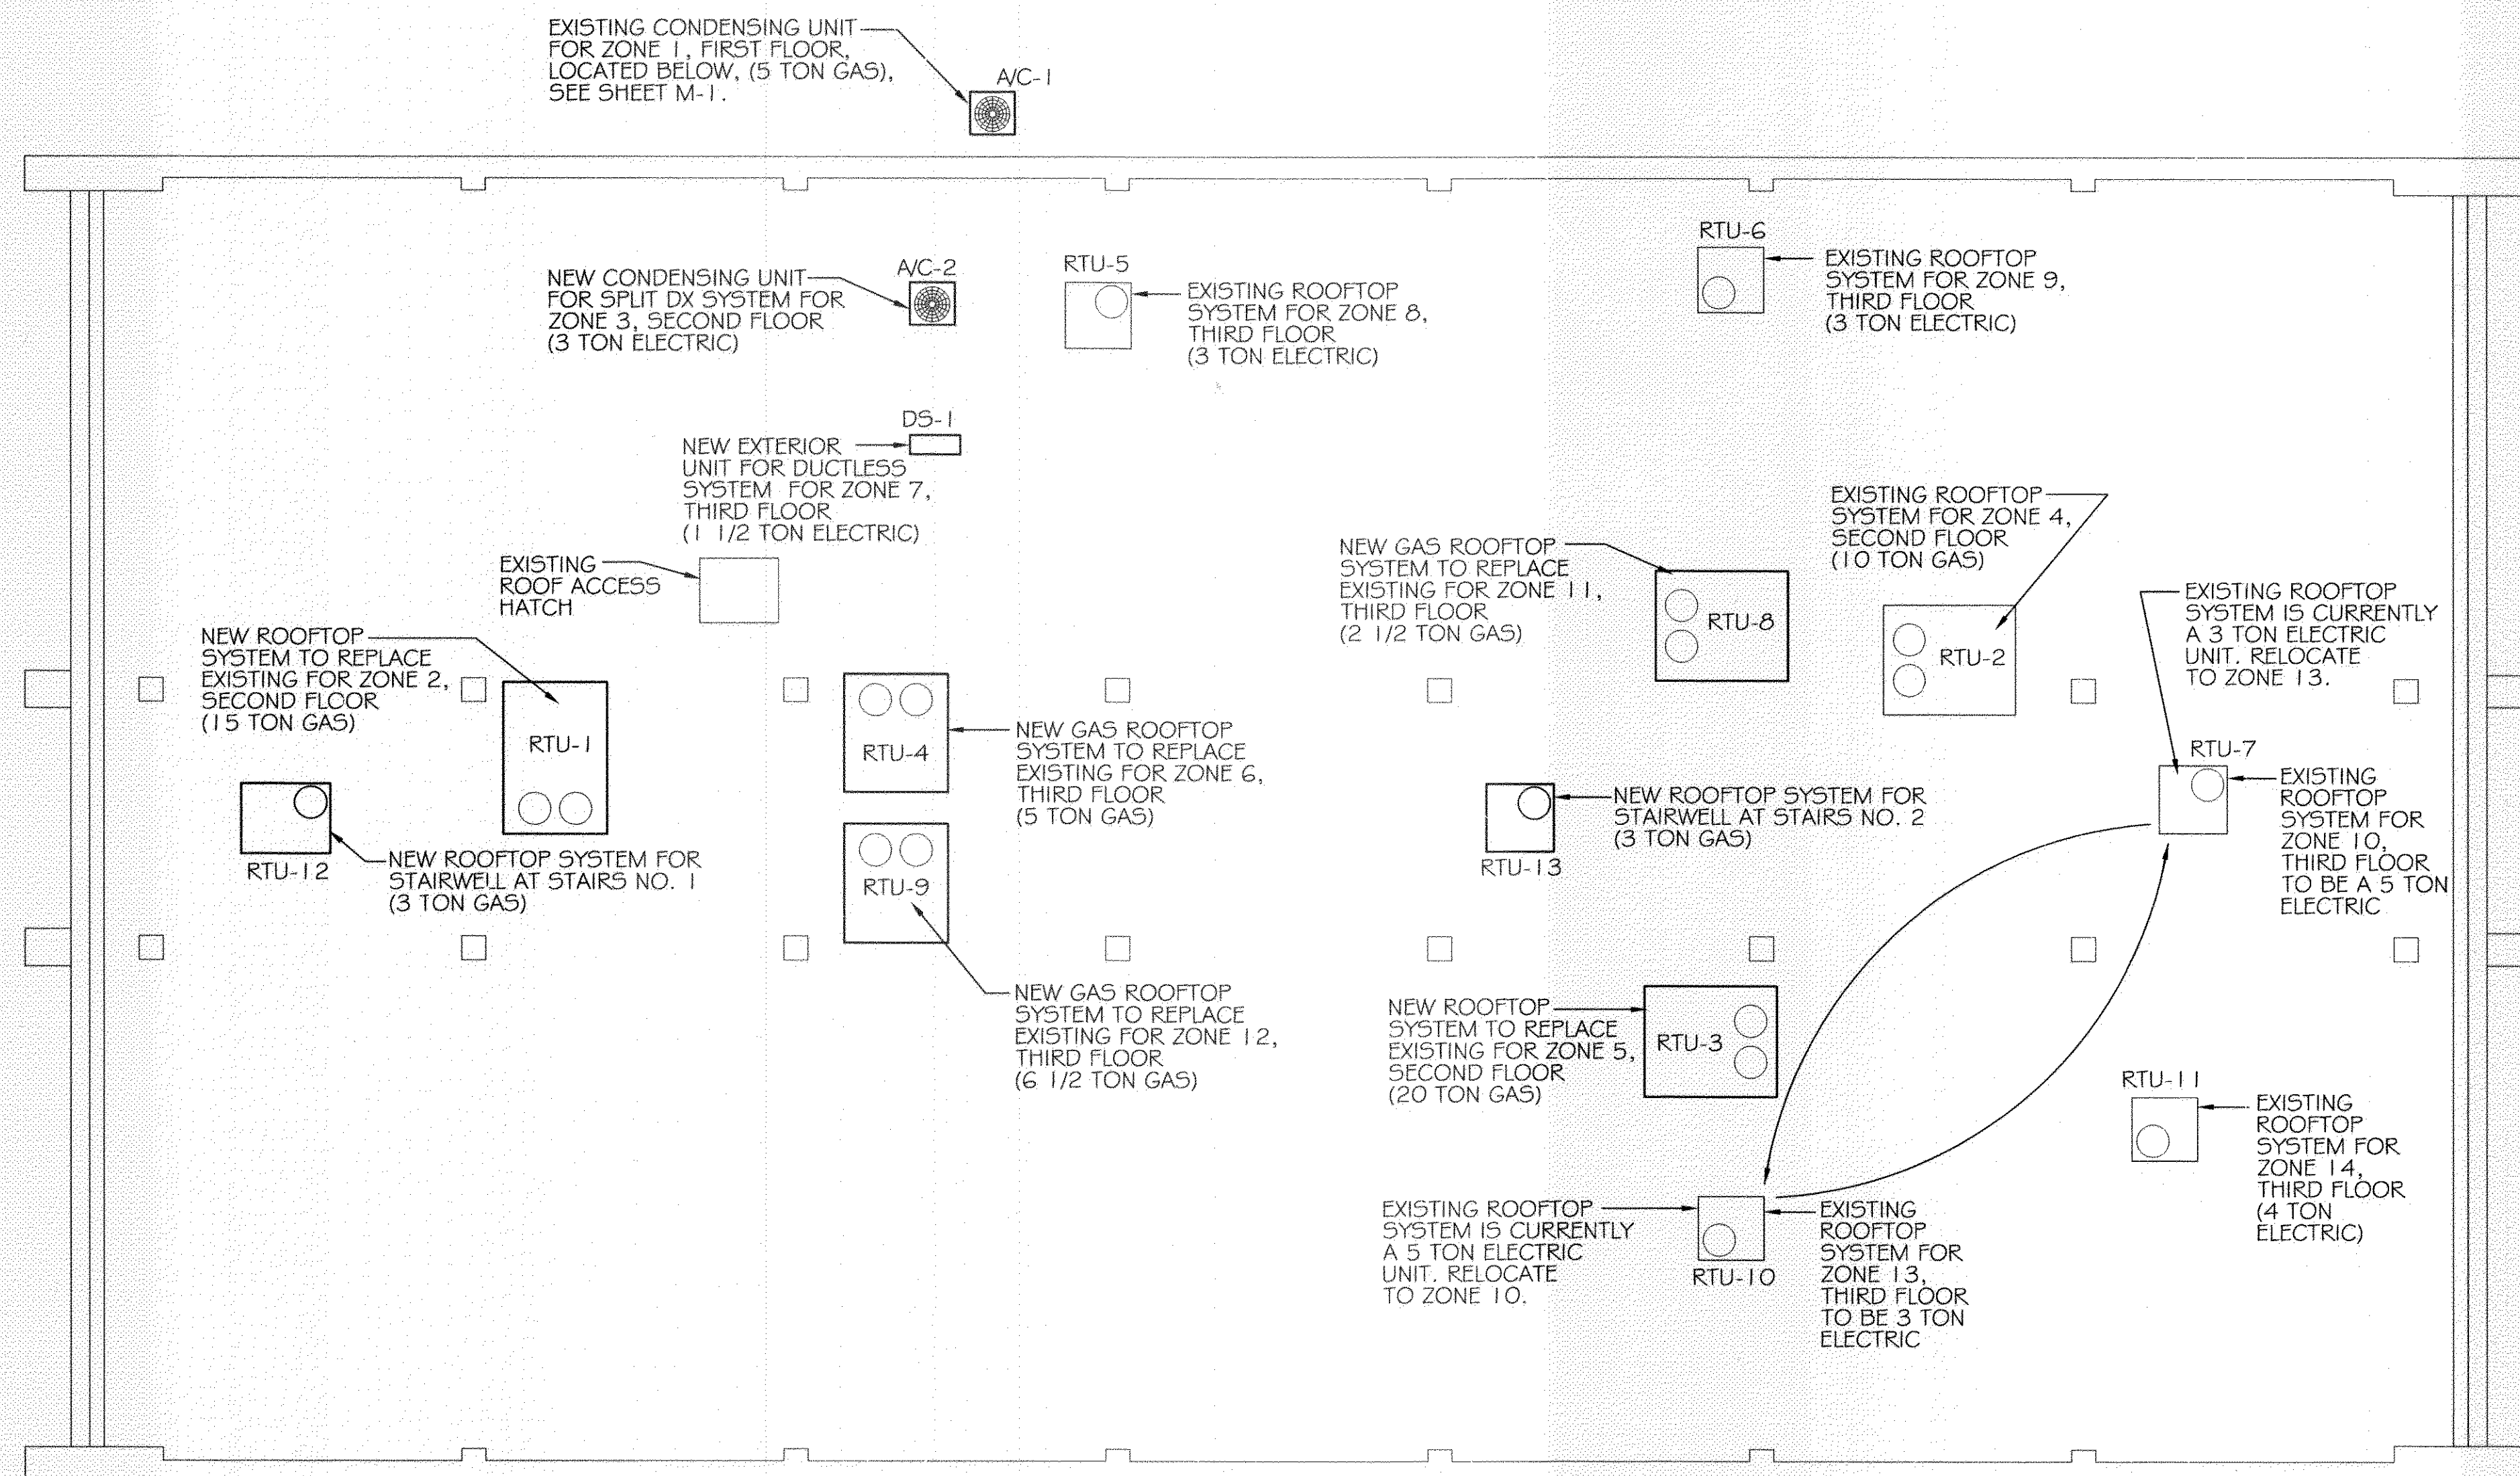 EXISTING CONDENSING UNIT
FOR ZONE 1, FIRST FLOOR,
LOCATED BELOW, (5 TON GAS),
SEE SHEET M-1.
A/C-1
NEW CONDENSING UNIT
FOR SPLIT DX SYSTEM FOR
ZONE 3, SECOND FLOOR
(3 TON ELECTRIC)
A/C-2
RTU-5
EXISTING ROOFTOP
SYSTEM FOR ZONE 8,
THIRD FLOOR
(3 TON ELECTRIC)
RTU-6
EXISTING ROOFTOP
SYSTEM FOR ZONE 9,
THIRD FLOOR
(3 TON ELECTRIC)
DS-1
NEW EXTERIOR
UNIT FOR DUCTLESS
SYSTEM FOR ZONE 7,
THIRD FLOOR
(1 1/2 TON ELECTRIC)
EXISTING
ROOF ACCESS
HATCH
NEW GAS ROOFTOP
SYSTEM TO REPLACE
EXISTING FOR ZONE 11,
THIRD FLOOR
(2 1/2 TON GAS)
RTU-8
EXISTING ROOFTOP
SYSTEM FOR ZONE 4,
SECOND FLOOR
(10 TON GAS)
RTU-2
EXISTING ROOFTOP
SYSTEM IS CURRENTLY
A 3 TON ELECTRIC
UNIT. RELOCATE
TO ZONE 13.
NEW ROOFTOP
SYSTEM TO REPLACE
EXISTING FOR ZONE 2,
SECOND FLOOR
(15 TON GAS)
RTU-1
RTU-4
NEW GAS ROOFTOP
SYSTEM TO REPLACE
EXISTING FOR ZONE 6,
THIRD FLOOR
(5 TON GAS)
RTU-7
EXISTING
ROOFTOP
SYSTEM FOR
ZONE 10,
THIRD FLOOR
TO BE A 5 TON
ELECTRIC
RTU-12
NEW ROOFTOP SYSTEM FOR
STAIRWELL AT STAIRS NO. 1
(3 TON GAS)
RTU-9
NEW ROOFTOP SYSTEM FOR
STAIRWELL AT STAIRS NO. 2
(3 TON GAS)
RTU-13
NEW GAS ROOFTOP
SYSTEM TO REPLACE
EXISTING FOR ZONE 12,
THIRD FLOOR
(6 1/2 TON GAS)
NEW ROOFTOP
SYSTEM TO REPLACE
EXISTING FOR ZONE 5,
SECOND FLOOR
(20 TON GAS)
RTU-3
RTU-11
EXISTING
ROOFTOP
SYSTEM FOR
ZONE 14,
THIRD FLOOR
(4 TON
ELECTRIC)
EXISTING ROOFTOP
SYSTEM IS CURRENTLY
A 5 TON ELECTRIC
UNIT. RELOCATE
TO ZONE 10.
RTU-10
EXISTING
ROOFTOP
SYSTEM FOR
ZONE 13,
THIRD FLOOR
TO BE 3 TON
ELECTRIC